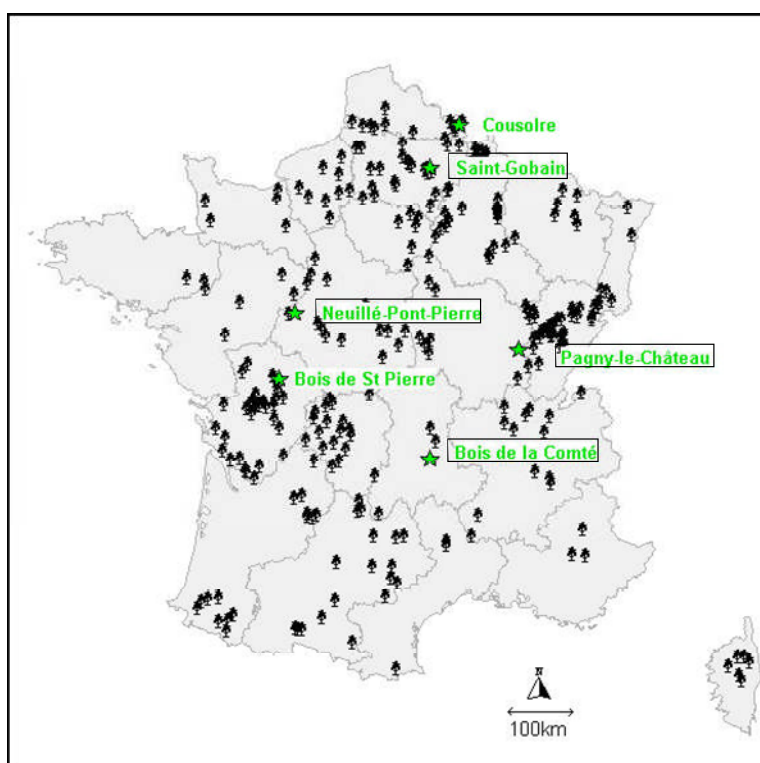 Cousolre
Saint-Gobain
Neuillé-Pont-Pierre
Pagny-le-Château
Bois de St Pierre
Bois de la Comté
N
100km